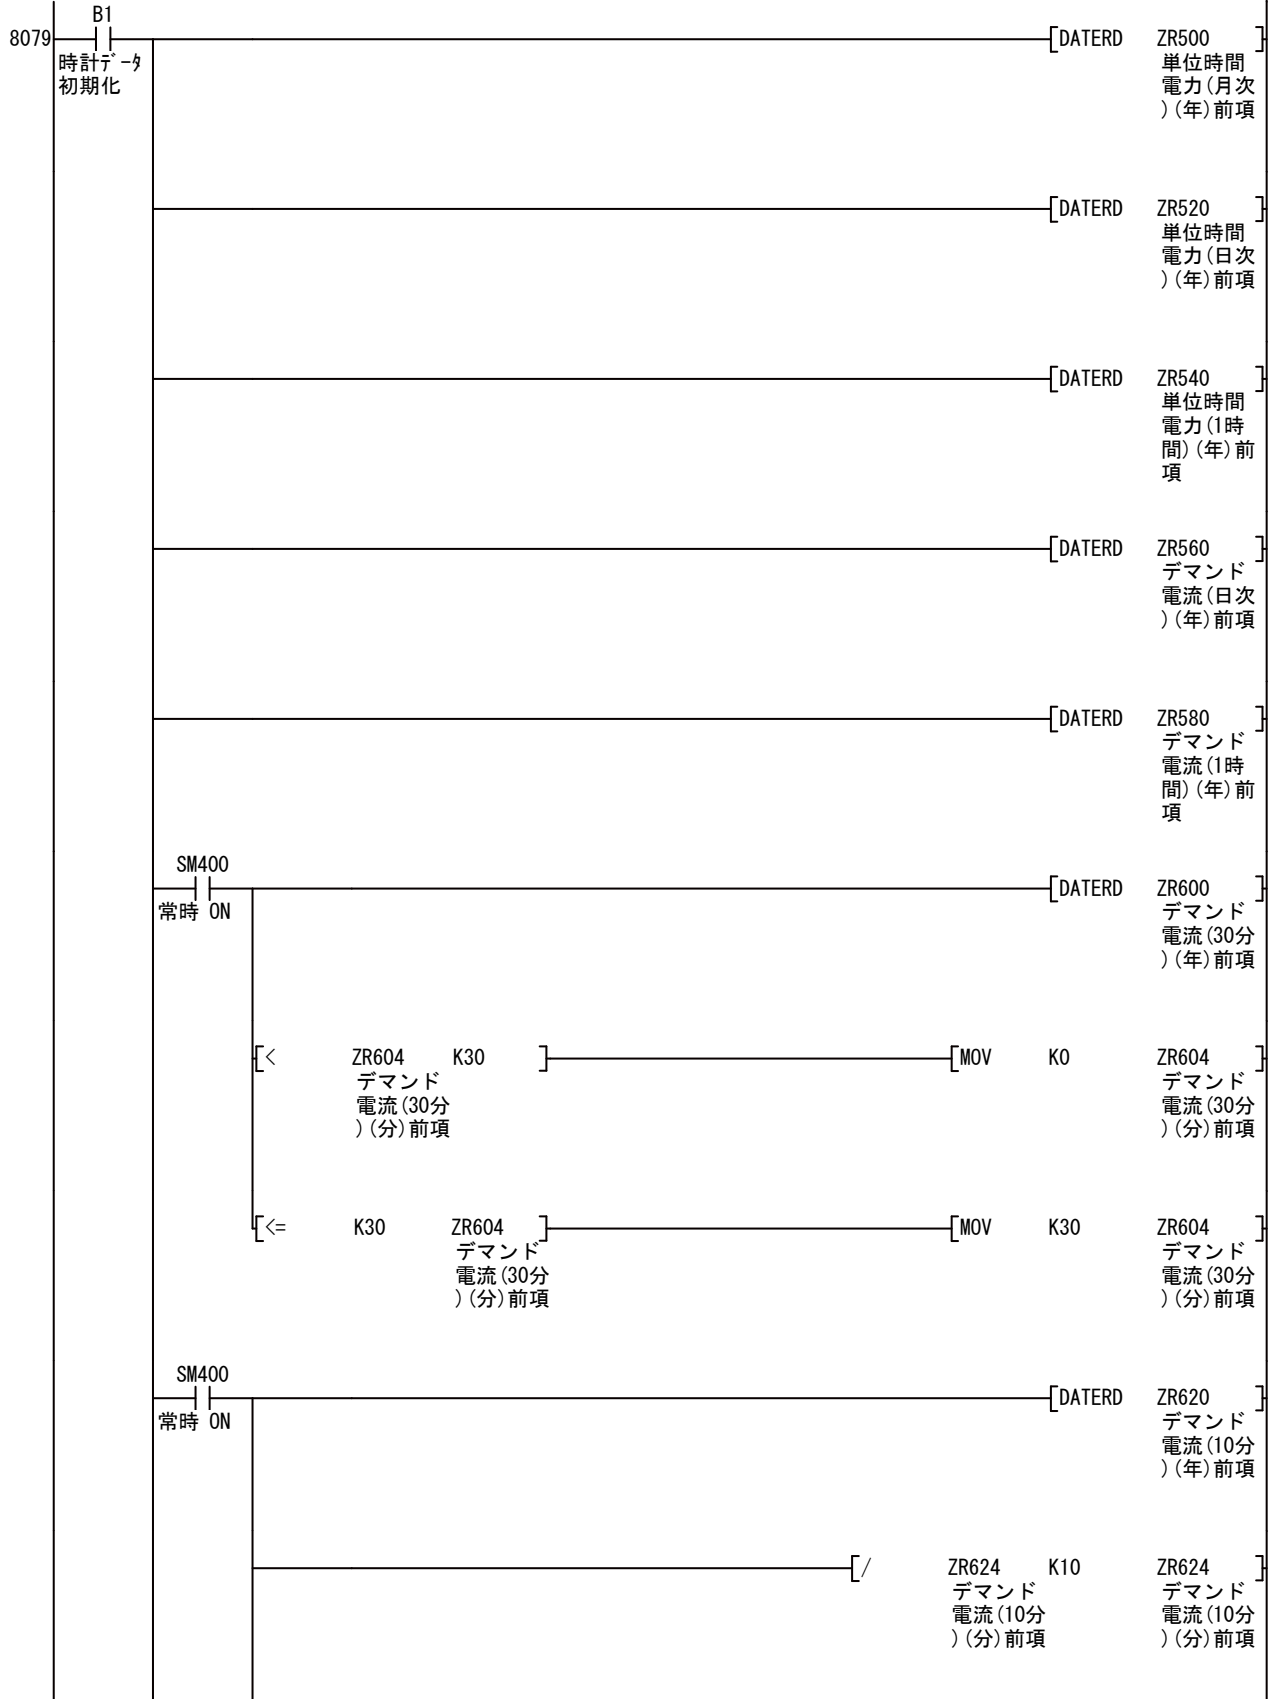 B1
8079 [DATERD ZR500 ]
時計ﾃﾞｰﾀ
初期化
単位時間
電力(月次
)(年)前項
[DATERD ZR520 ]
単位時間
電力(日次
)(年)前項
[DATERD ZR540 ]
単位時間
電力(1時
間)(年)前
項
[DATERD ZR560 ]
デマンド
電流(日次
)(年)前項
[DATERD ZR580 ]
デマンド
電流(1時
間)(年)前
項
SM400
常時 ON
[DATERD ZR600 ]
デマンド
電流(30分
)(年)前項
[< ZR604 K30 ] [MOV K0 ZR604 ]
デマンド
電流(30分
)(分)前項
デマンド
電流(30分
)(分)前項
[<= K30 ZR604 ] [MOV K30 ZR604 ]
デマンド
電流(30分
)(分)前項
デマンド
電流(30分
)(分)前項
SM400
常時 ON
[DATERD ZR620 ]
デマンド
電流(10分
)(年)前項
[/ ZR624 K10 ZR624 ]
デマンド
電流(10分
)(分)前項
デマンド
電流(10分
)(分)前項